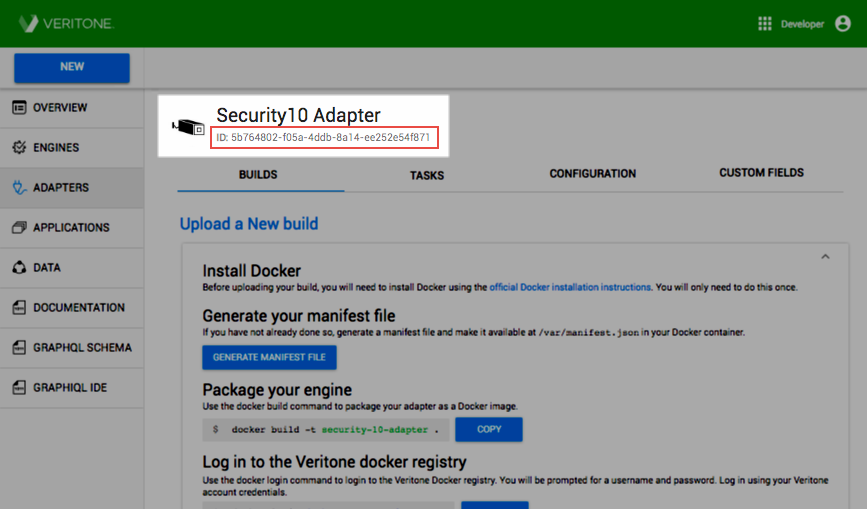 VERITONE
Developer
NEW
OVERVIEW
ENGINES
ADAPTERS
APPLICATIONS
DATA
DOCUMENTATION
GRAPHQL SCHEMA
GRAPHIQL IDE
Security10 Adapter
ID: 5b764802-f05a-4ddb-8a14-ee252e54f871
BUILDS
TASKS
CONFIGURATION
CUSTOM FIELDS
Upload a New build
Install Docker
Before uploading your build, you will need to install Docker using the official Docker installation instructions. You will only need to do this once.
Generate your manifest file
If you have not already done so, generate a manifest file and make it available at /var/manifest.json in your Docker container.
GENERATE MANIFEST FILE
Package your engine
Use the docker build command to package your adapter as a Docker image.
$ docker build -t security-10-adapter .
COPY
Log in to the Veritone docker registry
Use the docker login command to login to the Veritone Docker registry. You will be prompted for a username and password. Log in using your Veritone
account credentials.